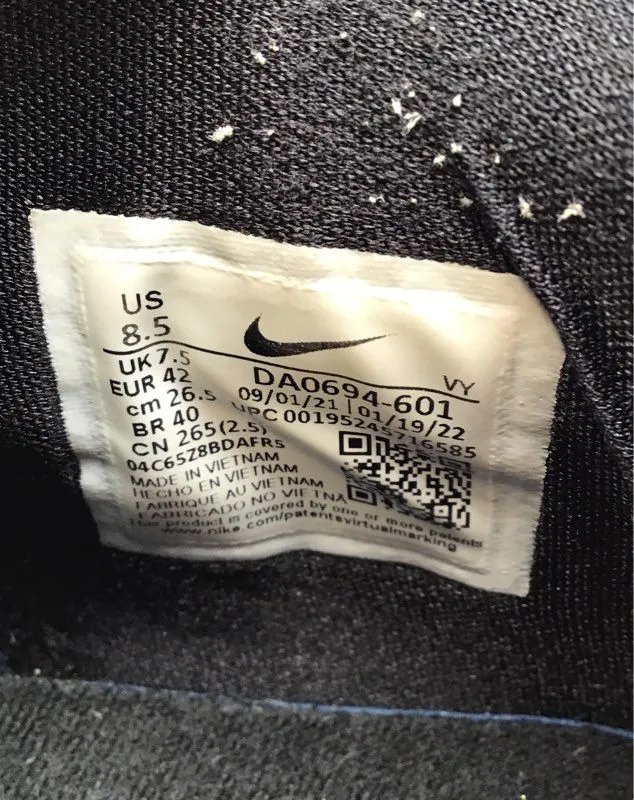 US
8.5
UK 7.5
EUR 42
cm 26.5
BR 40
CN 265(2.5)
VY
DA0694-601
09/01/21 | 01/19/22
UPC
04C65Z8BDAFR5
MADE IN VIETNAM
HECHO EN VIETNAM
FABRIQUE AU VIETNAM
FABRICADO NO VIETNA
This product is covered by one or more patents
www.nike.com/patentsvirtualmarking